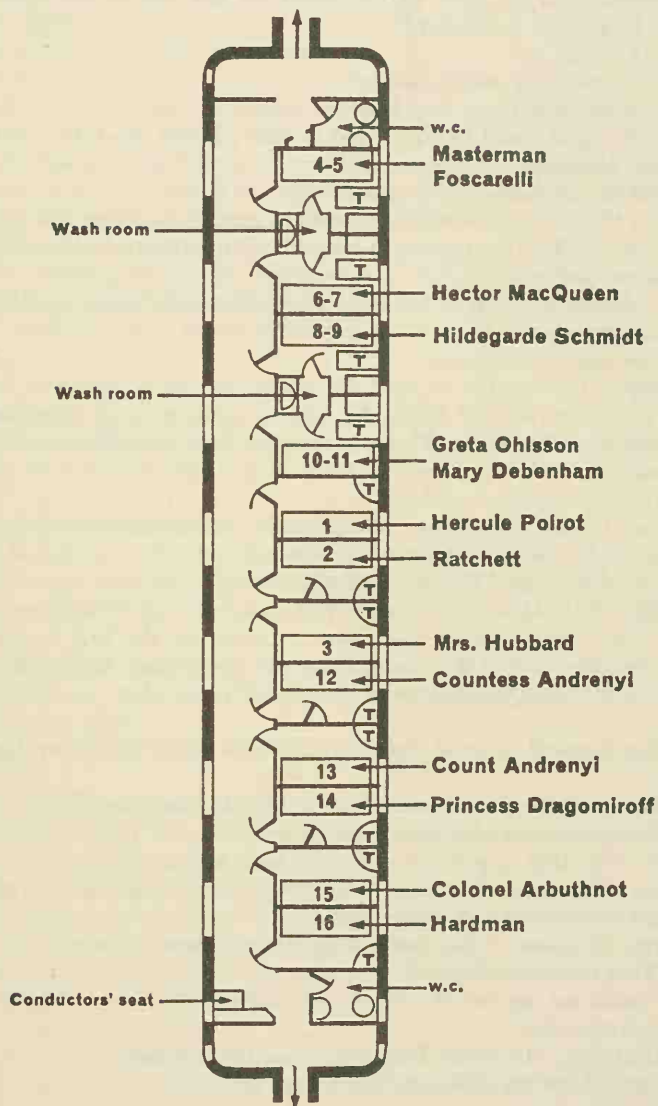 w.c.
4-5
Masterman
Foscarelli
T
Wash room
T
6-7
Hector MacQueen
8-9
Hildegarde Schmidt
T
Wash room
T
10-11
Greta Ohlsson
Mary Debenham
T
1
Hercule Poirot
2
Ratchett
T
T
3
Mrs. Hubbard
12
Countess Andrenyi
T
T
13
Count Andrenyi
14
Princess Dragomiroff
T
T
15
Colonel Arbuthnot
16
Hardman
T
Conductors' seat
w.c.